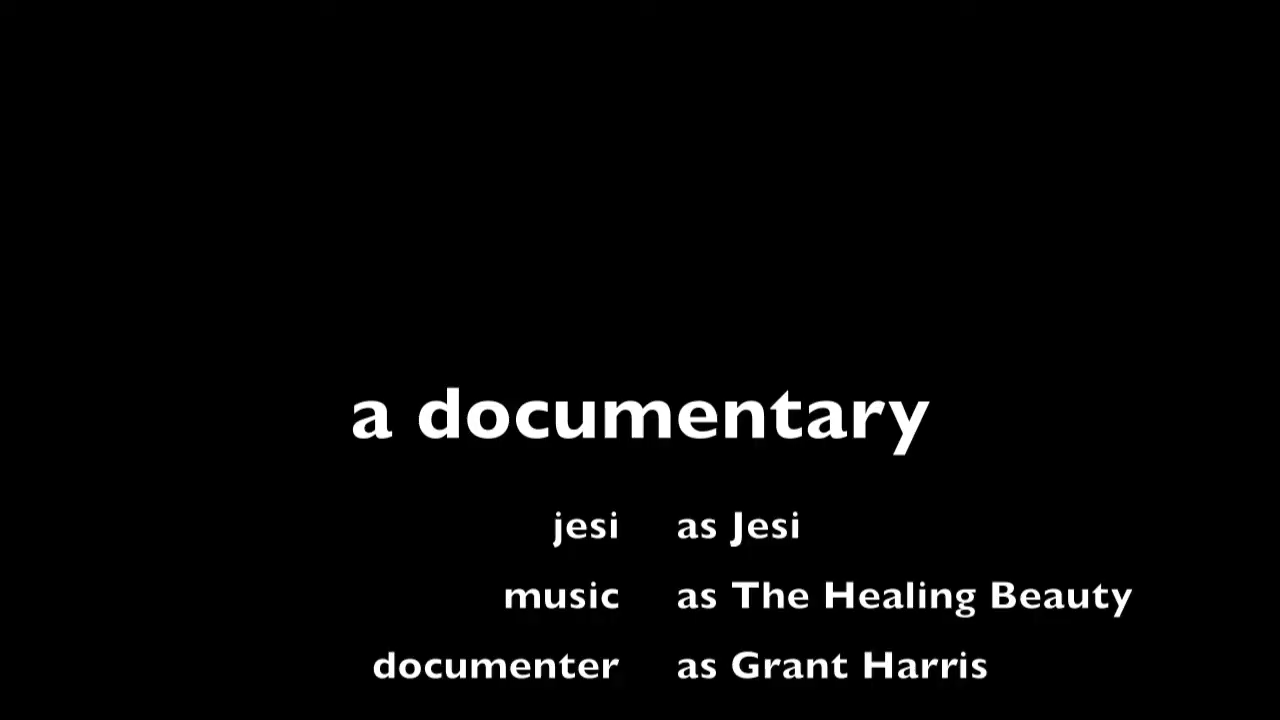 a documentary
jesi as Jesi
music as The Healing Beauty
documenter as Grant Harris